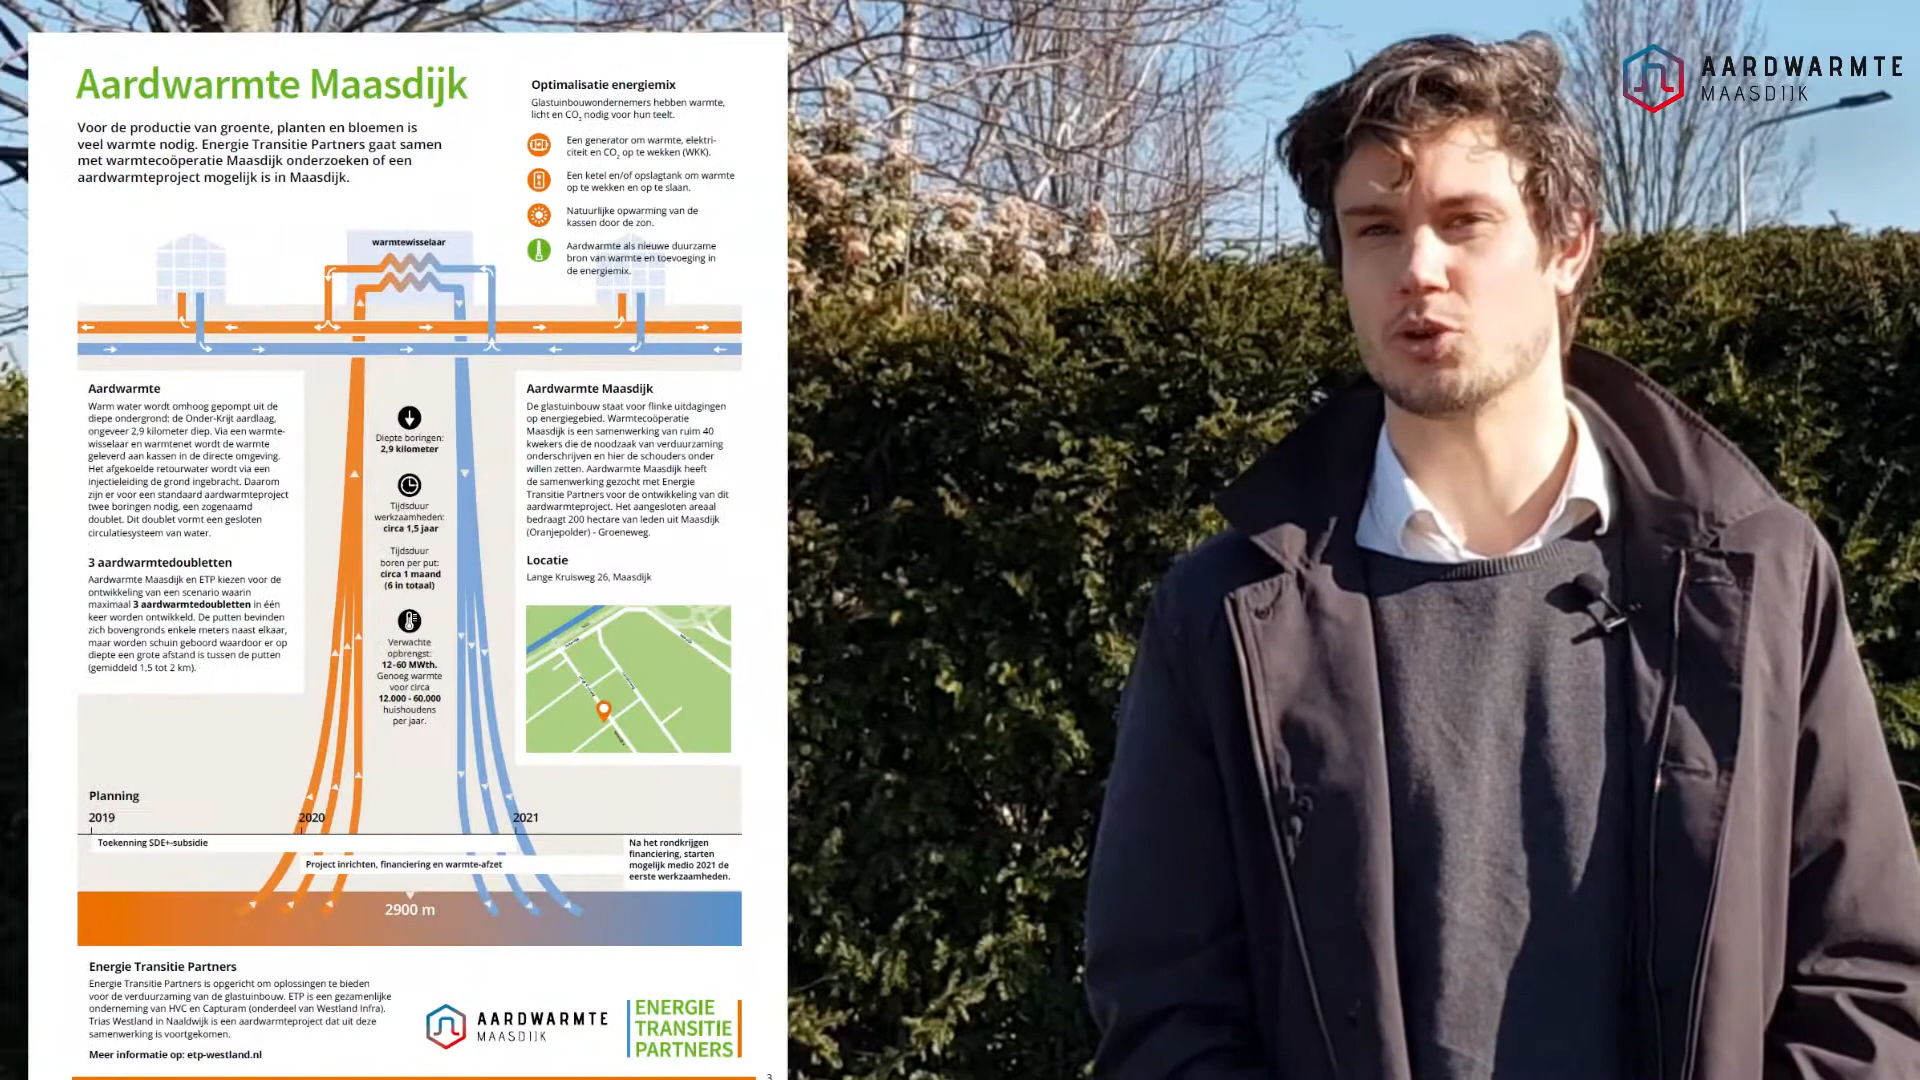 Aardwarmte Maasdijk
Voor de productie van groente, planten en bloemen is
veel warmte nodig. Energie Transitie Partners gaat samen
met warmtecoöperatie Maasdijk onderzoeken of een
aardwarmteproject mogelijk is in Maasdijk.
Optimalisatie energiemix
Glastuinbouwondernemers hebben warmte,
licht en CO₂ nodig voor hun teelt.
Een generator om warmte, elektri-
citeit en CO₂ op te wekken (WKK).
Een ketel en/of opslagtank om warmte
op te wekken en op te slaan.
Natuurlijke opwarming van de
kassen door de zon.
Aardwarmte als nieuwe duurzame
bron van warmte en toevoeging in
de energiemix.
warmtewisselaar
Aardwarmte
Warm water wordt omhoog gepompt uit de
diepe ondergrond: de Onder-Krijt aardlaag,
ongeveer 2,9 kilometer diep. Via een warmte-
wisselaar en warmtenet wordt de warmte
geleverd aan kassen in de directe omgeving.
Het afgekoelde retourwater wordt via een
injectieleiding de grond ingebracht. Daarom
zijn er voor een standaard aardwarmteproject
twee boringen nodig, een zogenaamd
doublet. Dit doublet vormt een gesloten
circulatiesysteem van water.
3 aardwarmtedoubletten
Aardwarmte Maasdijk en ETP kiezen voor de
ontwikkeling van een scenario waarin
maximaal 3 aardwarmtedoubletten in één
keer worden ontwikkeld. De putten bevinden
zich bovengronds enkele meters naast elkaar,
maar worden schuin geboord waardoor er op
diepte een grote afstand is tussen de putten
(gemiddeld 1,5 tot 2 km).
Diepte boringen:
2,9 kilometer
Tijdsduur
werkzaamheden:
circa 1,5 jaar
Tijdsduur
boren per put:
circa 1 maand
(6 in totaal)
Verwachte
opbrengst:
12-60 MWth.
Genoeg warmte
voor circa
12.000 - 60.000
huishoudens
per jaar.
Aardwarmte Maasdijk
De glastuinbouw staat voor flinke uitdagingen
op energiegebied. Warmtecoöperatie
Maasdijk is een samenwerking van ruim 40
kwekers die de noodzaak van verduurzaming
onderschrijven en hier de schouders onder
willen zetten. Aardwarmte Maasdijk heeft
de samenwerking gezocht met Energie
Transitie Partners voor de ontwikkeling van dit
aardwarmteproject. Het aangesloten areaal
bedraagt 200 hectare van leden uit Maasdijk
(Oranjepolder) - Groeneweg.
Locatie
Lange Kruisweg 26, Maasdijk
Planning
2019
2020
2021
Toekenning SDE+-subsidie
Project inrichten, financiering en warmte-afzet
Na het rondkrijgen
financiering, starten
mogelijk medio 2021 de
eerste werkzaamheden.
2900 m
Energie Transitie Partners
Energie Transitie Partners is opgericht om oplossingen te bieden
voor de verduurzaming van de glastuinbouw. ETP is een gezamenlijke
onderneming van HVC en Capturam (onderdeel van Westland Infra).
Trias Westland in Naaldwijk is een aardwarmteproject dat uit deze
samenwerking is voortgekomen.
Meer informatie op: etp-westland.nl
AARDWARMTE
MAASDIJK
ENERGIE
TRANSITIE
PARTNERS
3
AARDWARMTE
MAASDIJK